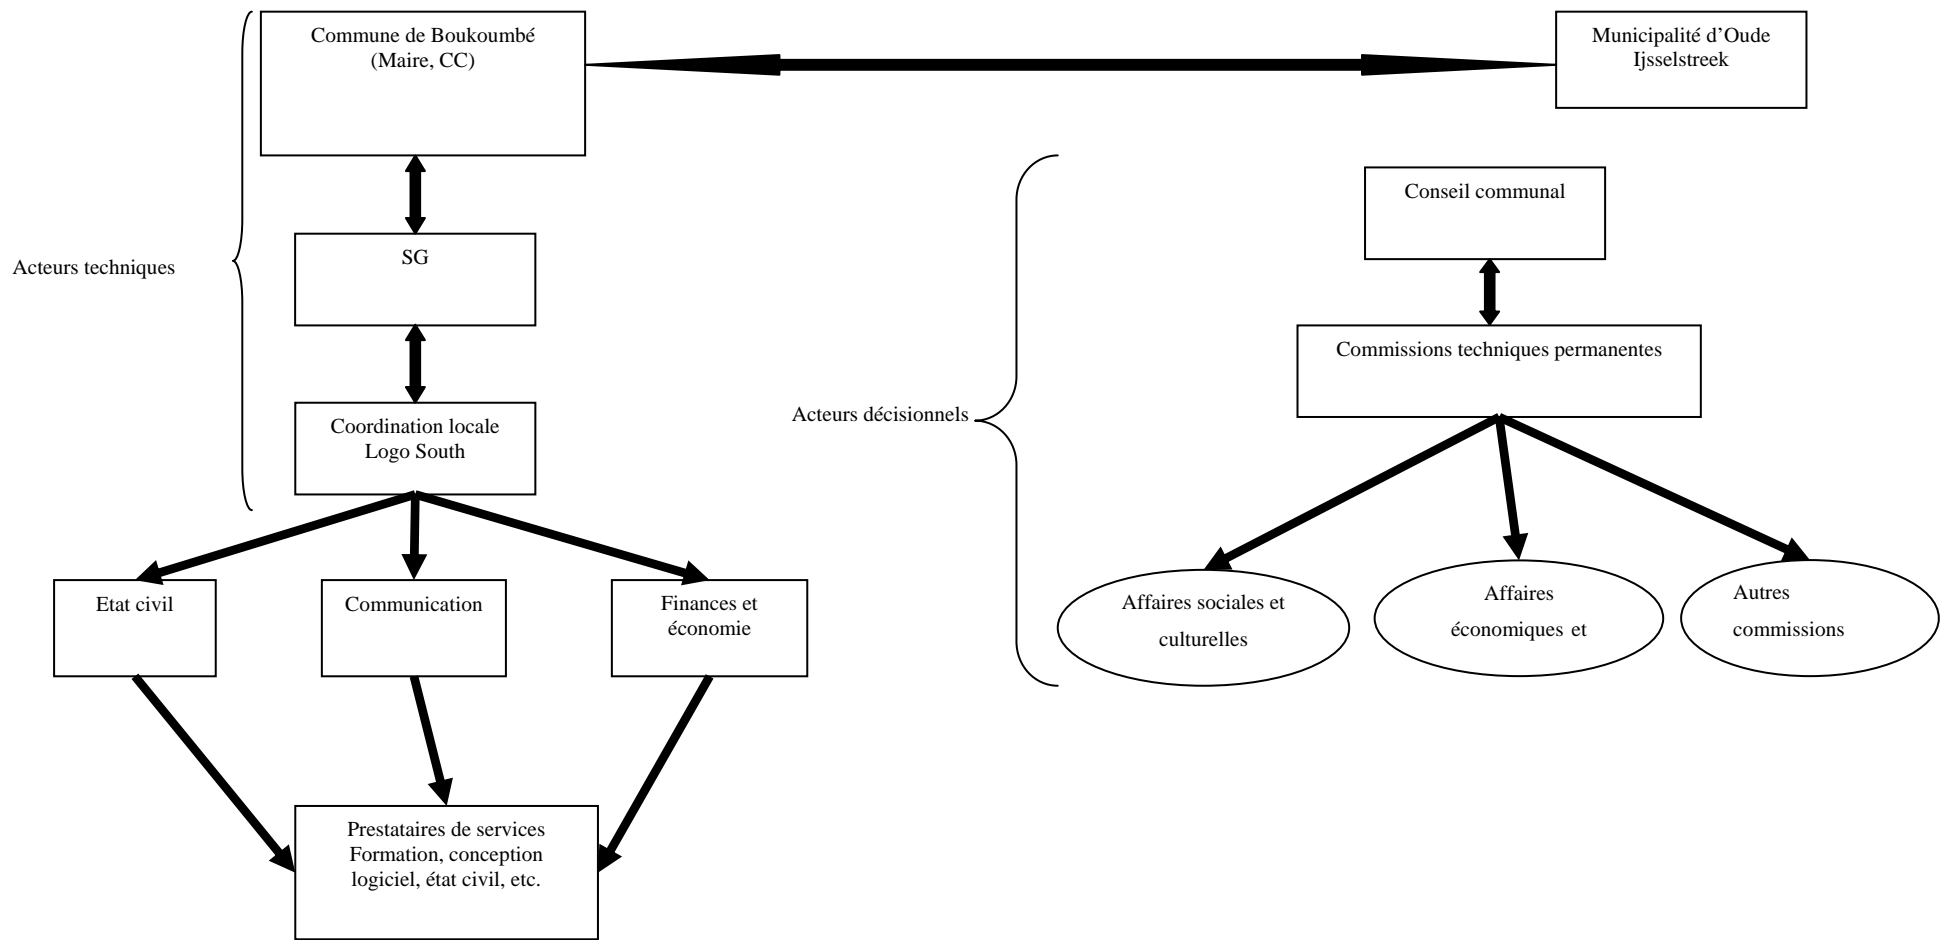 Commune de Boukoumbé
(Maire, CC)
Municipalité d’Oude
Ijsselstreek
Conseil communal
SG
Acteurs techniques
Commissions techniques permanentes
Acteurs décisionnels
Coordination locale
Logo South
Etat civil
Communication
Finances et
économie
Affaires sociales et
culturelles
Affaires
économiques et
Autres
commissions
Prestataires de services
Formation, conception
logiciel, état civil, etc.